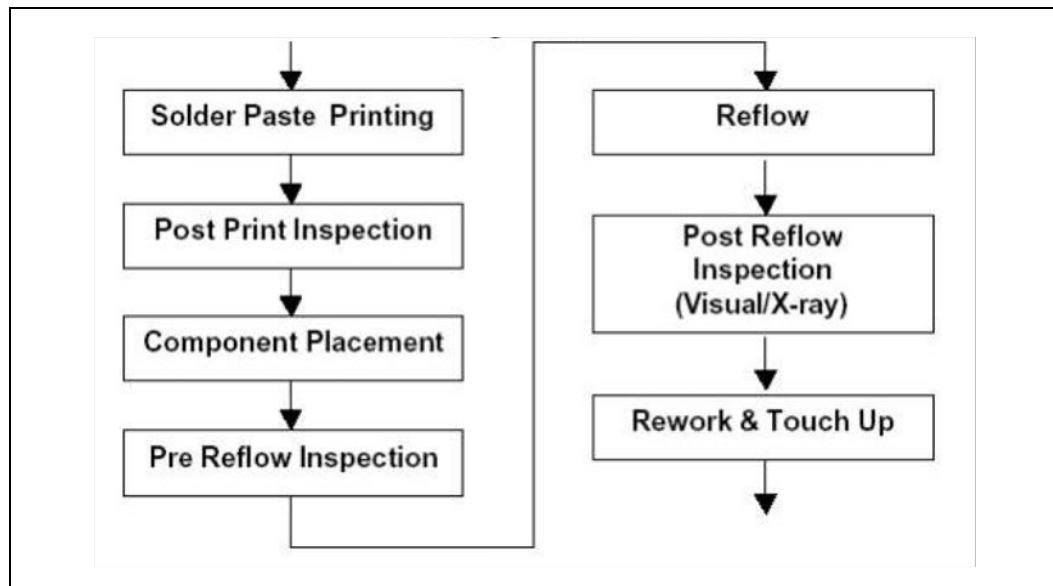 Solder Paste Printing
Post Print Inspection
Component Placement
Pre Reflow Inspection
Reflow
Post Reflow
Inspection
(Visual/X-ray)
Rework & Touch Up